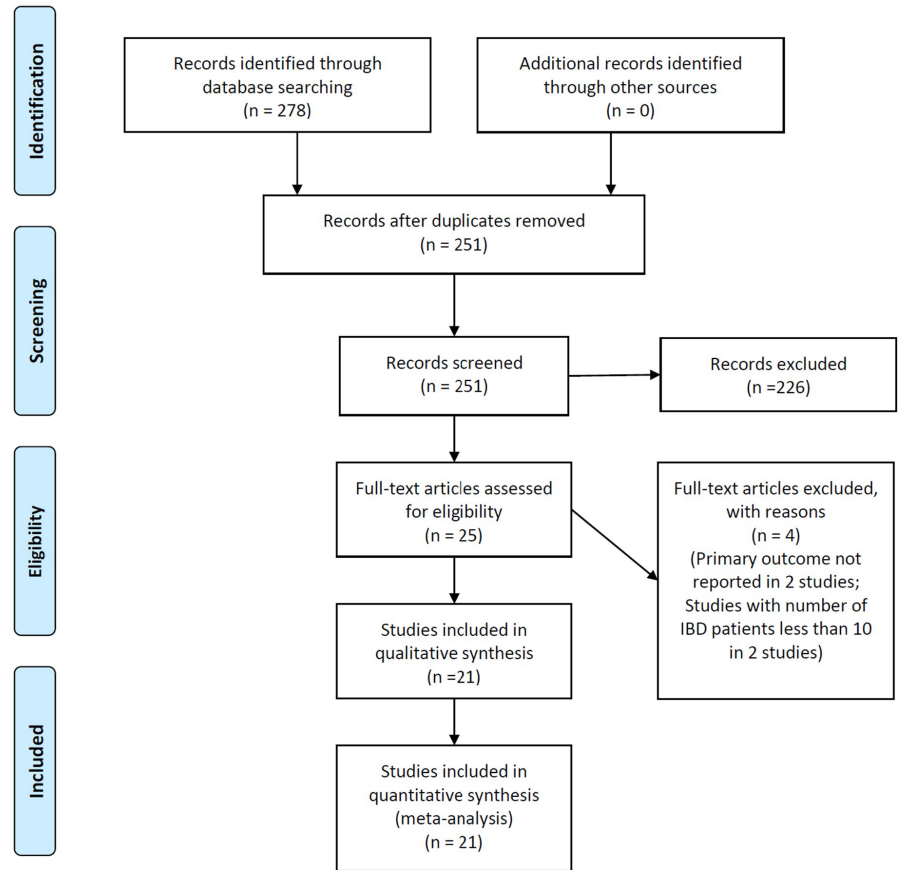 Identification
Records identified through
database searching
(n = 278)
Additional records identified
through other sources
(n = 0)
Records after duplicates removed
(n = 251)
Screening
Records screened
(n = 251)
Records excluded
(n =226)
Eligibility
Full-text articles assessed
for eligibility
(n = 25)
Full-text articles excluded,
with reasons
(n = 4)
(Primary outcome not
reported in 2 studies;
Studies with number of
IBD patients less than 10
in 2 studies)
Studies included in
qualitative synthesis
(n =21)
Included
Studies included in
quantitative synthesis
(meta-analysis)
(n = 21)